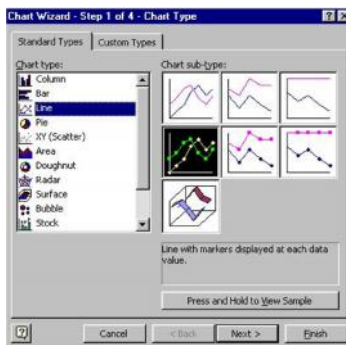 Chart Wizard - Step 1 of 4 - Chart Type
Standard Types
Custom Types
Chart type:
Column
Bar
Line
Pie
XY (Scatter)
Area
Doughnut
Radar
Surface
Bubble
Stock
Chart sub-type:
Line with markers displayed at each data
value.
Press and Hold to View Sample
Cancel
< Back
Next >
Finish